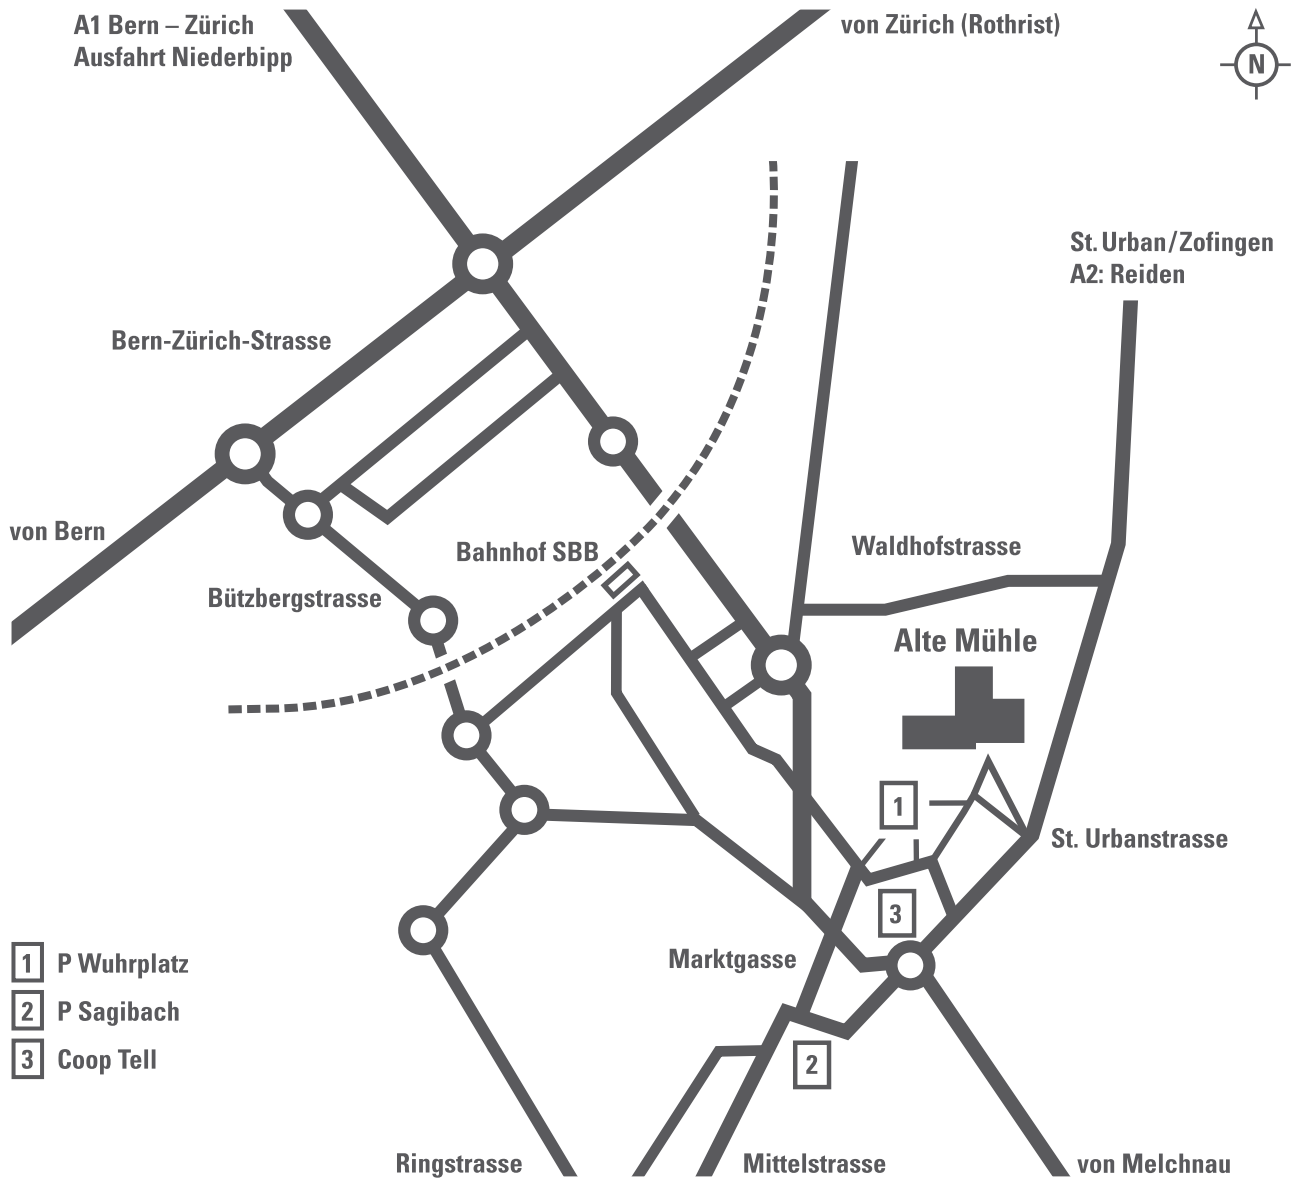 A1 Bern – Zürich
Ausfahrt Niederbipp
von Zürich (Rothrist)
N
St. Urban/Zofingen
A2: Reiden
Bern-Zürich-Strasse
von Bern
Bahnhof SBB
Waldhofstrasse
Bützbergstrasse
Alte Mühle
1
St. Urbanstrasse
3
Marktgasse
1 P Wuhrplatz
2 P Sagibach
3 Coop Tell
2
Ringstrasse
Mittelstrasse
von Melchnau